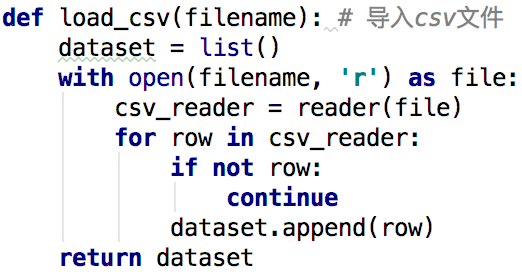 def load_csv(filename): # 导入csv文件
    dataset = list()
    with open(filename, 'r') as file:
        csv_reader = reader(file)
        for row in csv_reader:
            if not row:
                continue
            dataset.append(row)
    return dataset